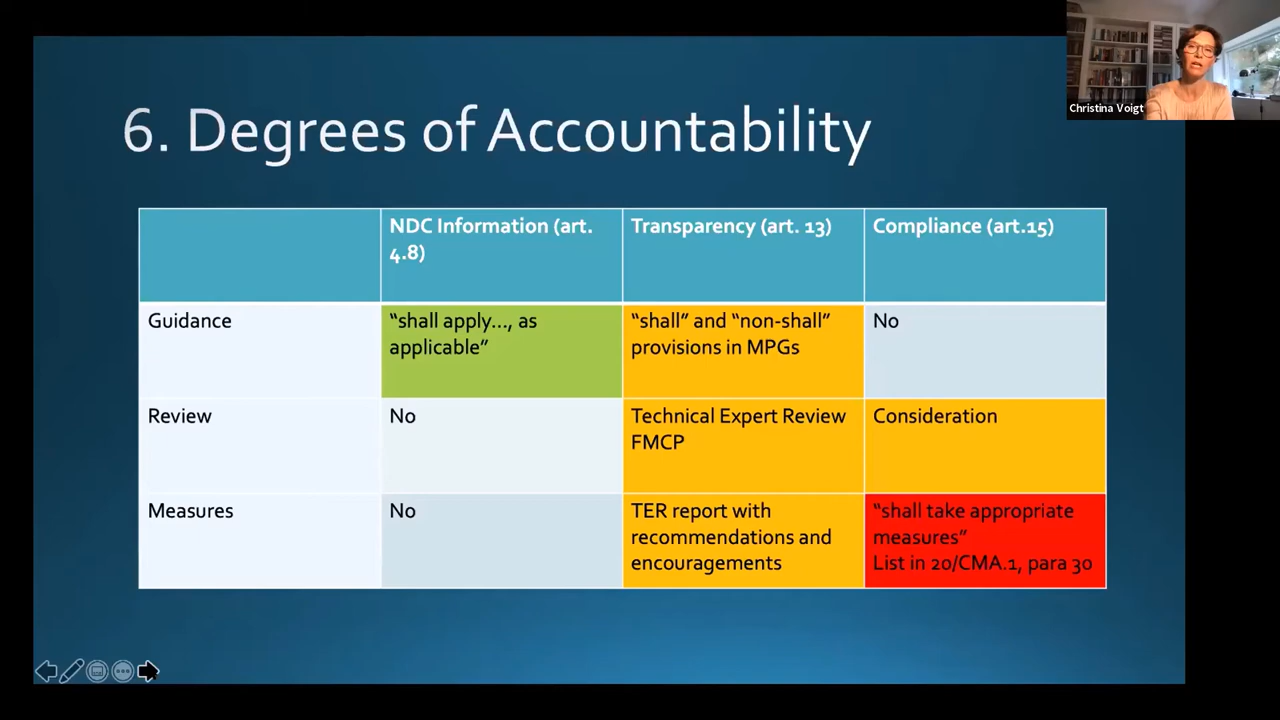 Christina Voigt
6. Degrees of Accountability
NDC Information (art.
4.8)
Transparency (art. 13)
Compliance (art.15)
Guidance
“shall apply…, as
applicable”
“shall” and “non-shall”
provisions in MPGs
No
Review
No
Technical Expert Review
FMCP
Consideration
Measures
No
TER report with
recommendations and
encouragements
“shall take appropriate
measures”
List in 20/CMA.1, para 30